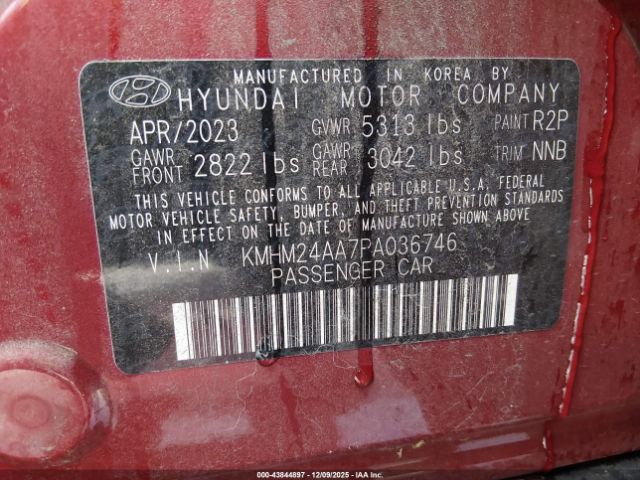 MANUFACTURED IN KOREA BY
HYUNDAI MOTOR COMPANY
APR/2023 GVWR 5313 lbs PAINT R2P
GAWR FRONT 2822 lbs GAWR REAR 3042 lbs TRIM NNB
THIS VEHICLE CONFORMS TO ALL APPLICABLE U.S.A. FEDERAL
MOTOR VEHICLE SAFETY, BUMPER, AND THEFT PREVENTION STANDARDS
IN EFFECT ON THE DATE OF MANUFACTURE SHOWN ABOVE.
V.I.N KMHM24AA7PA036746
PASSENGER CAR
000-43844897 - 12/09/2025 - IAA Inc.